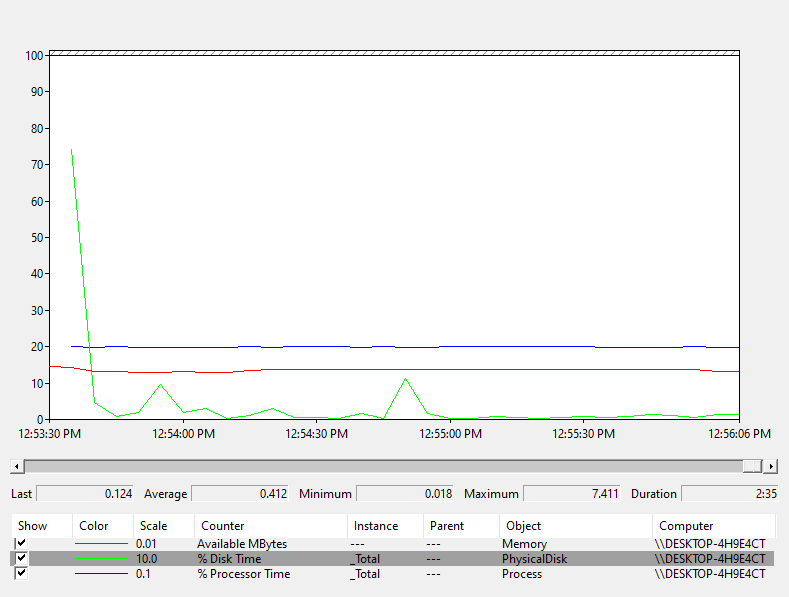 100
90
80
70
60
50
40
30
20
10
0
12:53:30 PM 12:54:00 PM 12:54:30 PM 12:55:00 PM 12:55:30 PM 12:56:06 PM
Last 0.124 Average 0.412 Minimum 0.018 Maximum 7.411 Duration 2:35
Show Color Scale Counter Instance Parent Object Computer
0.01 Available MBytes --- --- Memory \\DESKTOP-4H9E4CT
10.0 % Disk Time _Total --- PhysicalDisk \\DESKTOP-4H9E4CT
0.1 % Processor Time _Total --- Process \\DESKTOP-4H9E4CT